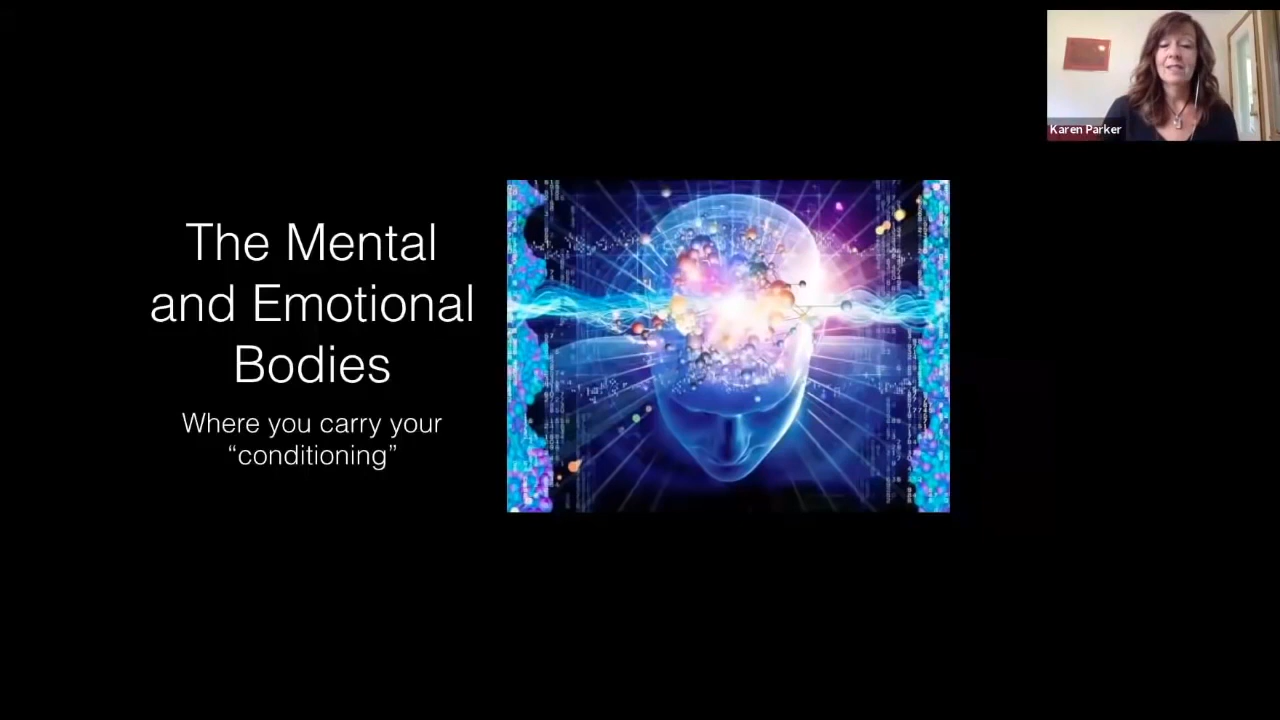 The Mental
and Emotional
Bodies
Where you carry your
“conditioning”
Karen Parker